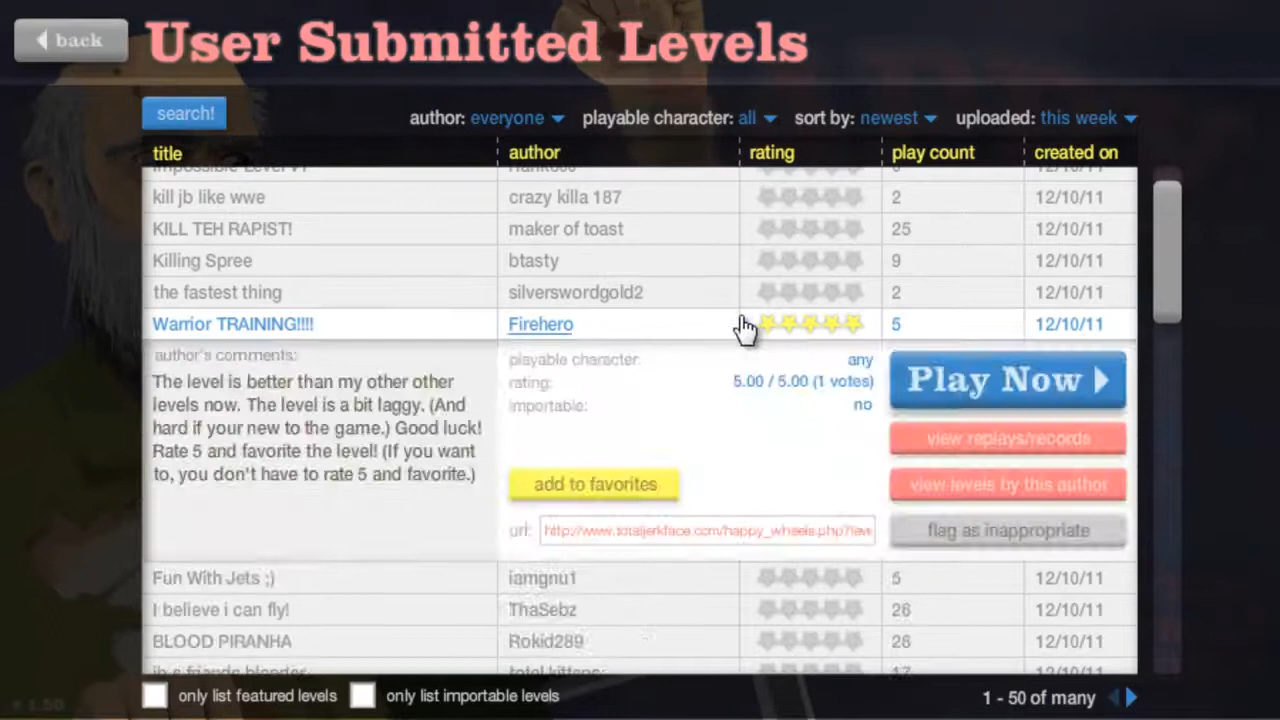 back
User Submitted Levels
search!
author: everyone playable character: all sort by: newest uploaded: this week
title author rating play count created on
kill jb like wwe crazy killa 187 2 12/10/11
KILL TEH RAPIST! maker of toast 25 12/10/11
Killing Spree btasty 9 12/10/11
the fastest thing silverswordgold2 2 12/10/11
Warrior TRAINING!!!! Firehero 5 12/10/11
author's comments:
The level is better than my other other
levels now. The level is a bit laggy. (And
hard if your new to the game.) Good luck!
Rate 5 and favorite the level! (If you want
to, you don't have to rate 5 and favorite.)
playable character: any
rating: 5.00 / 5.00 (1 votes)
importable: no
add to favorites
url: http://www.totaljerkface.com/happy_wheels.php?leve
Play Now
view replays/records
view levels by this author
flag as inappropriate
Fun With Jets ;) iamgnu1 5 12/10/11
I believe i can fly! ThaSebz 26 12/10/11
BLOOD PIRANHA Rokid289 26 12/10/11
only list featured levels only list importable levels 1 - 50 of many
v 1.50